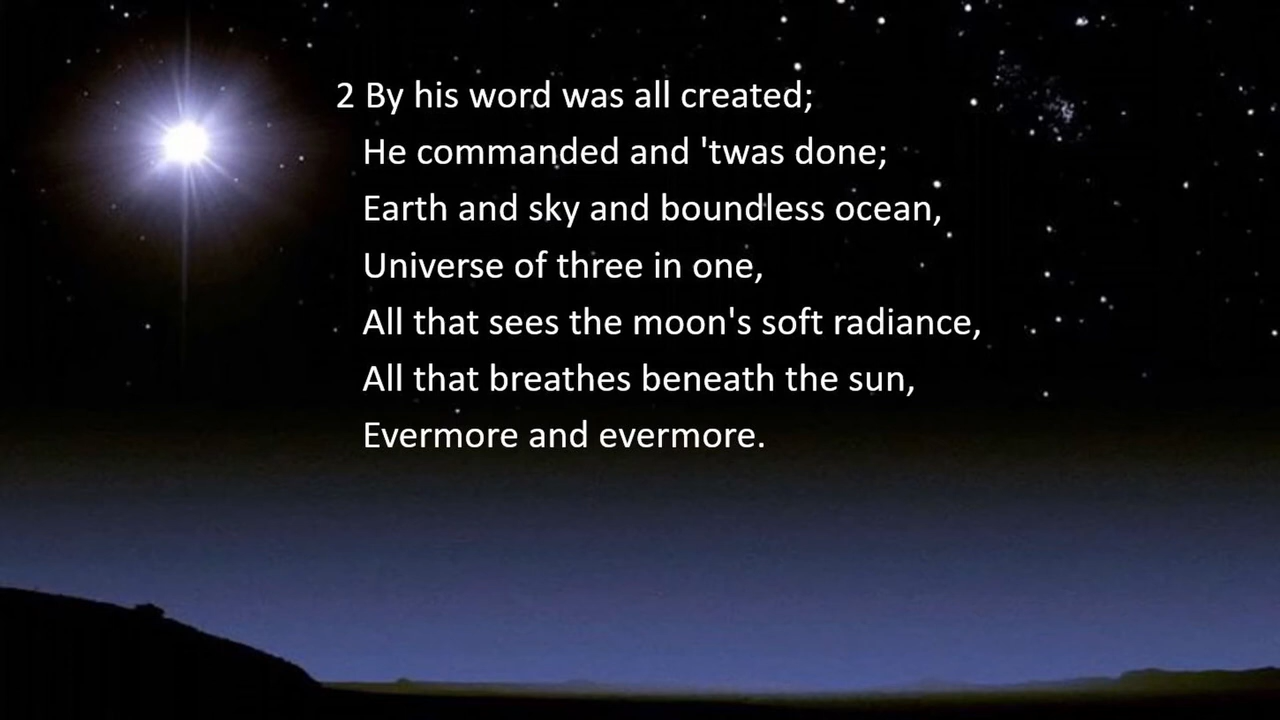 2 By his word was all created;
He commanded and 'twas done;
Earth and sky and boundless ocean,
Universe of three in one,
All that sees the moon's soft radiance,
All that breathes beneath the sun,
Evermore and evermore.